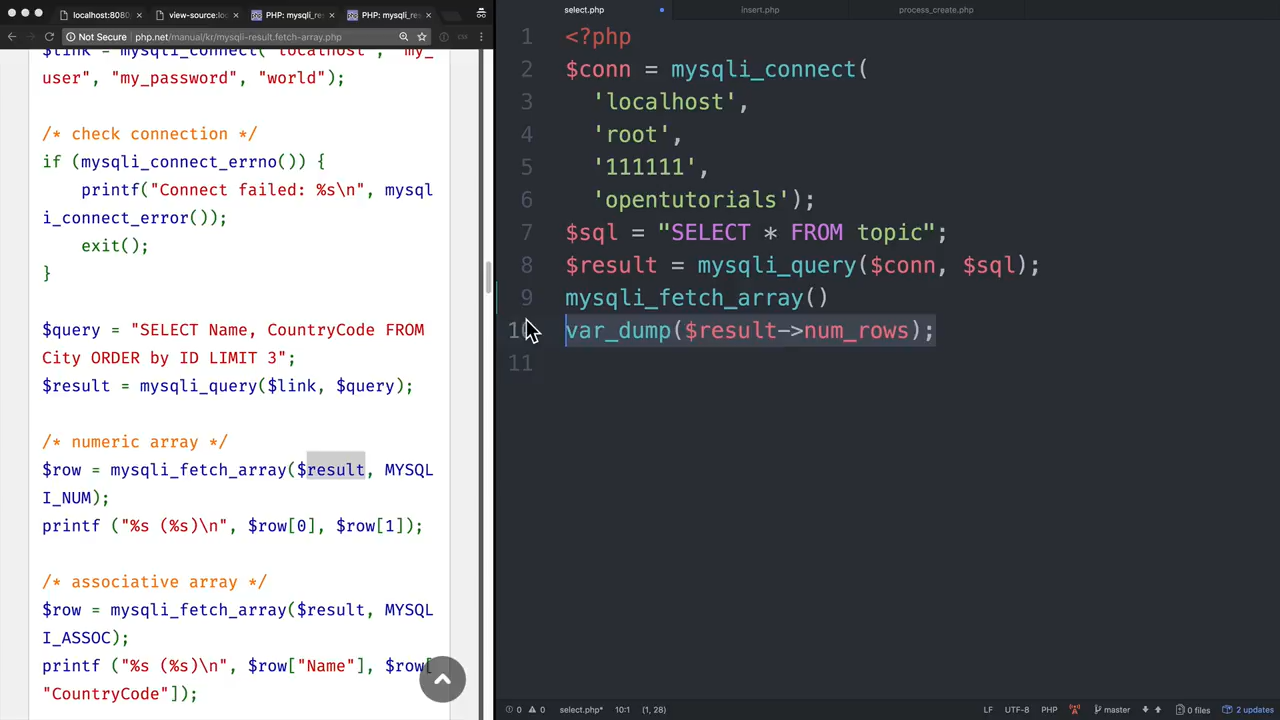 localhost:808
view-source:lo
PHP: mysqli_res
PHP: mysqli_res
select.php
insert.php
process_create.php
Not Secure
php.net/manual/kr/mysqli-result.fetch-array.php
$link = mysqli_connect("localhost", "my_
user", "my_password", "world");
/* check connection */
if (mysqli_connect_errno()) {
printf("Connect failed: %s\n", mysql
i_connect_error());
exit();
}
$query = "SELECT Name, CountryCode FROM
City ORDER by ID LIMIT 3";
$result = mysqli_query($link, $query);
/* numeric array */
$row = mysqli_fetch_array($result, MYSQL
I_NUM);
printf ("%s (%s)\n", $row[0], $row[1]);
/* associative array */
$row = mysqli_fetch_array($result, MYSQL
I_ASSOC);
printf ("%s (%s)\n", $row["Name"], $row[
"CountryCode"]);
1 <?php
2 $conn = mysqli_connect(
3 'localhost',
4 'root',
5 '111111',
6 'opentutorials');
7 $sql = "SELECT * FROM topic";
8 $result = mysqli_query($conn, $sql);
9 mysqli_fetch_array()
10 var_dump($result->num_rows);
11
0 0 select.php* 10:1 (1, 28)
LF UTF-8 PHP master 0 files 2 updates